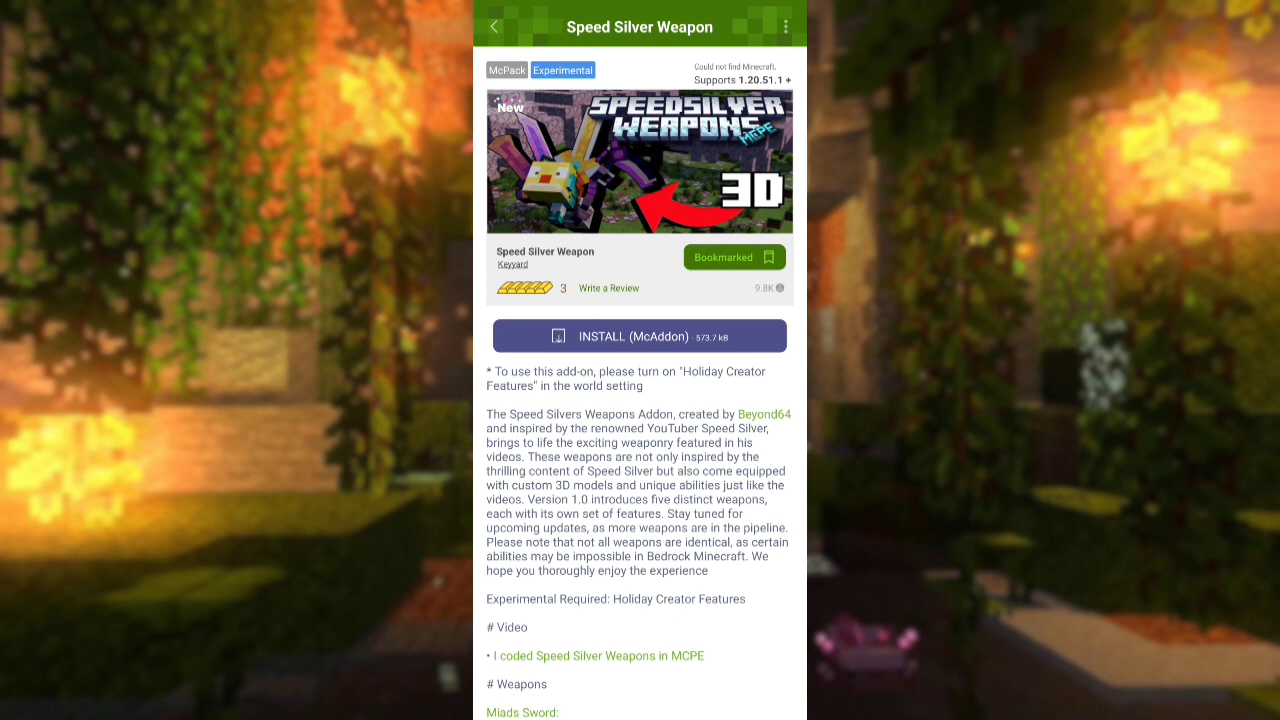 Speed Silver Weapon
McPack Experimental
Could not find Minecraft.
Supports 1.20.51.1 +
New
SPEEDSILVER
WEAPONS
MCPE
3D
Speed Silver Weapon
Keyyard
Bookmarked
3 Write a Review 9.8K
INSTALL (McAddon) · 573.7 kB
* To use this add-on, please turn on "Holiday Creator
Features" in the world setting
The Speed Silvers Weapons Addon, created by Beyond64
and inspired by the renowned YouTuber Speed Silver,
brings to life the exciting weaponry featured in his
videos. These weapons are not only inspired by the
thrilling content of Speed Silver but also come equipped
with custom 3D models and unique abilities just like the
videos. Version 1.0 introduces five distinct weapons,
each with its own set of features. Stay tuned for
upcoming updates, as more weapons are in the pipeline.
Please note that not all weapons are identical, as certain
abilities may be impossible in Bedrock Minecraft. We
hope you thoroughly enjoy the experience
Experimental Required: Holiday Creator Features
# Video
• I coded Speed Silver Weapons in MCPE
# Weapons
Miads Sword: